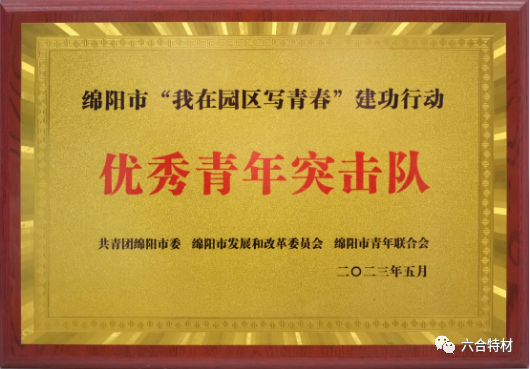 绵阳市“我在园区写青春”建功行动
优秀青年突击队
共青团绵阳市委 绵阳市发展和改革委员会 绵阳市青年联合会
二〇二三年五月
六合特材